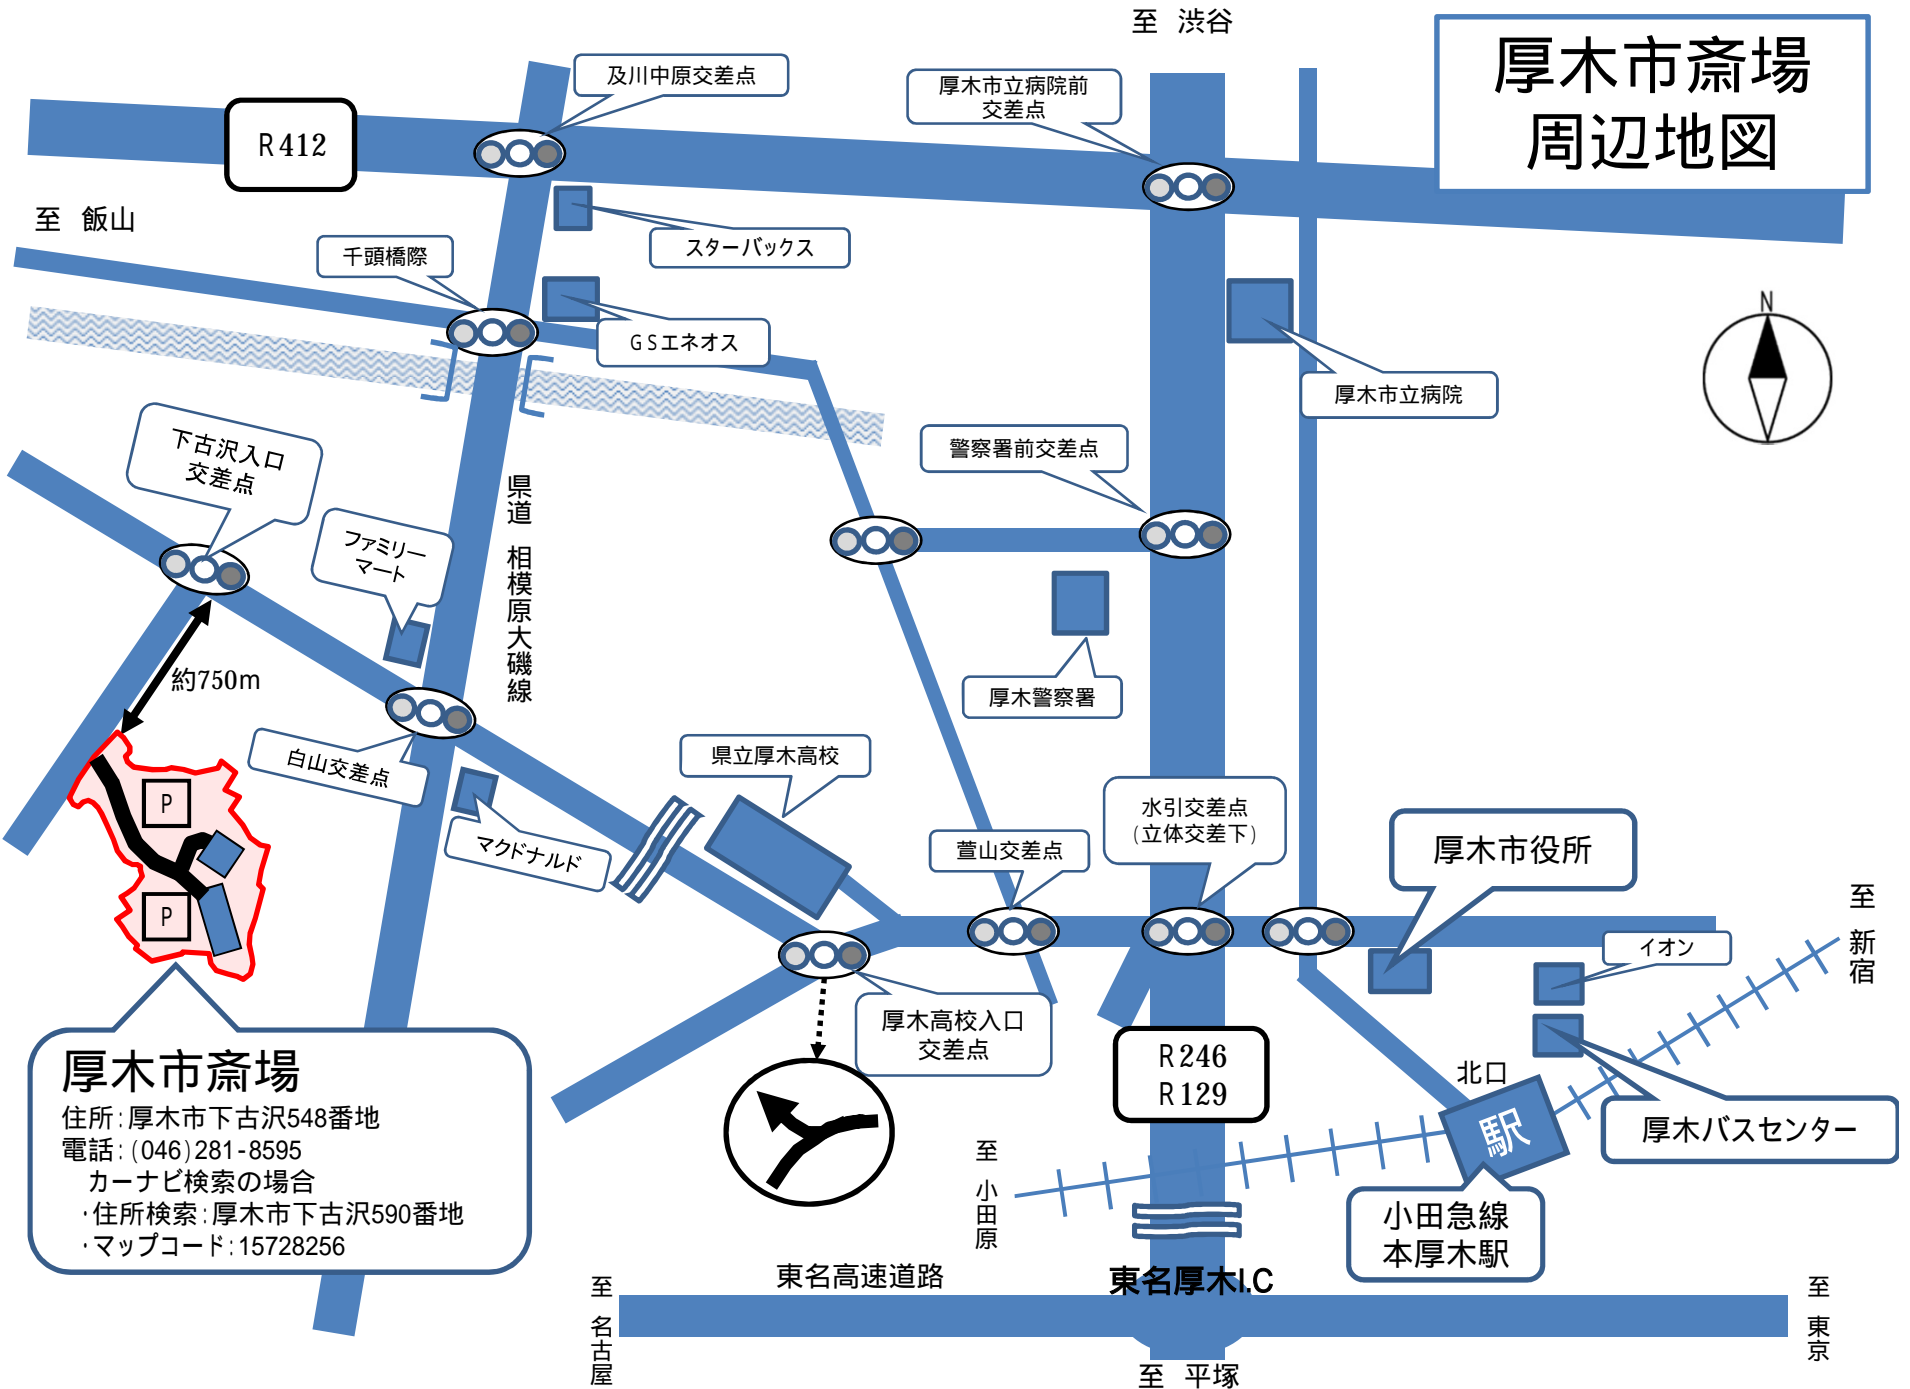 至 渋谷
厚木市斎場
周辺地図
及川中原交差点
厚木市立病院前
交差点
R412
至 飯山
千頭橋際
スターバックス
GSエネオス
N
厚木市立病院
下古沢入口
交差点
警察署前交差点
県道 相模原大磯線
ファミリー
マート
約750m
厚木警察署
白山交差点
県立厚木高校
P
マクドナルド
萱山交差点
水引交差点
(立体交差下)
厚木市役所
P
至 新宿
イオン
厚木高校入口
交差点
R246
R129
北口
駅
厚木バスセンター
厚木市斎場
住所:厚木市下古沢548番地
電話:(046)281-8595
カーナビ検索の場合
・住所検索:厚木市下古沢590番地
・マップコード:15728256
至 小田原
小田急線
本厚木駅
東名高速道路
東名厚木I.C
至 名古屋
至 東京
至 平塚